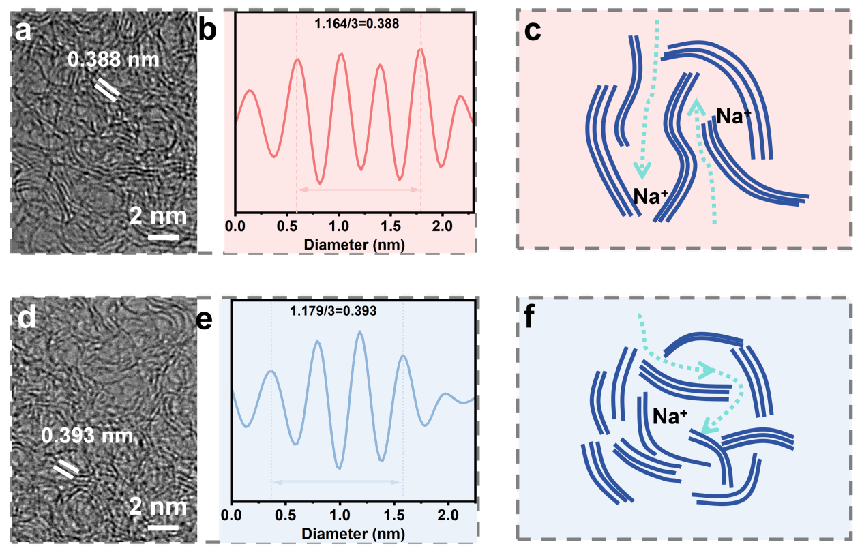 a
0.388 nm
2 nm
b
1.164/3=0.388
0.0 0.5 1.0 1.5 2.0
Diameter (nm)
c
Na⁺
Na⁺
d
0.393 nm
2 nm
e
1.179/3=0.393
0.0 0.5 1.0 1.5 2.0
Diameter (nm)
f
Na⁺